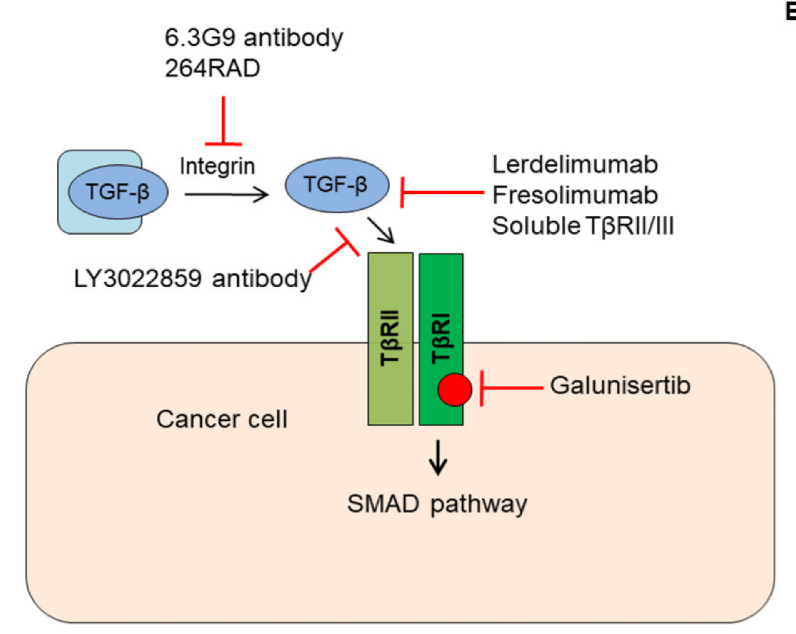 6.3G9 antibody
264RAD
Integrin
TGF-β
TGF-β
Lerdelimumab
Fresolimumab
Soluble TβRII/III
LY3022859 antibody
TβRII
TβRI
Galunisertib
Cancer cell
SMAD pathway